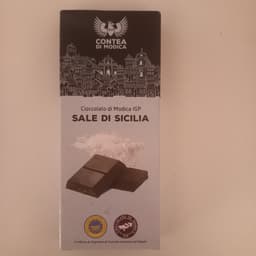 CONTEA
DI MODICA
Cioccolato di Modica IGP
SALE DI SICILIA